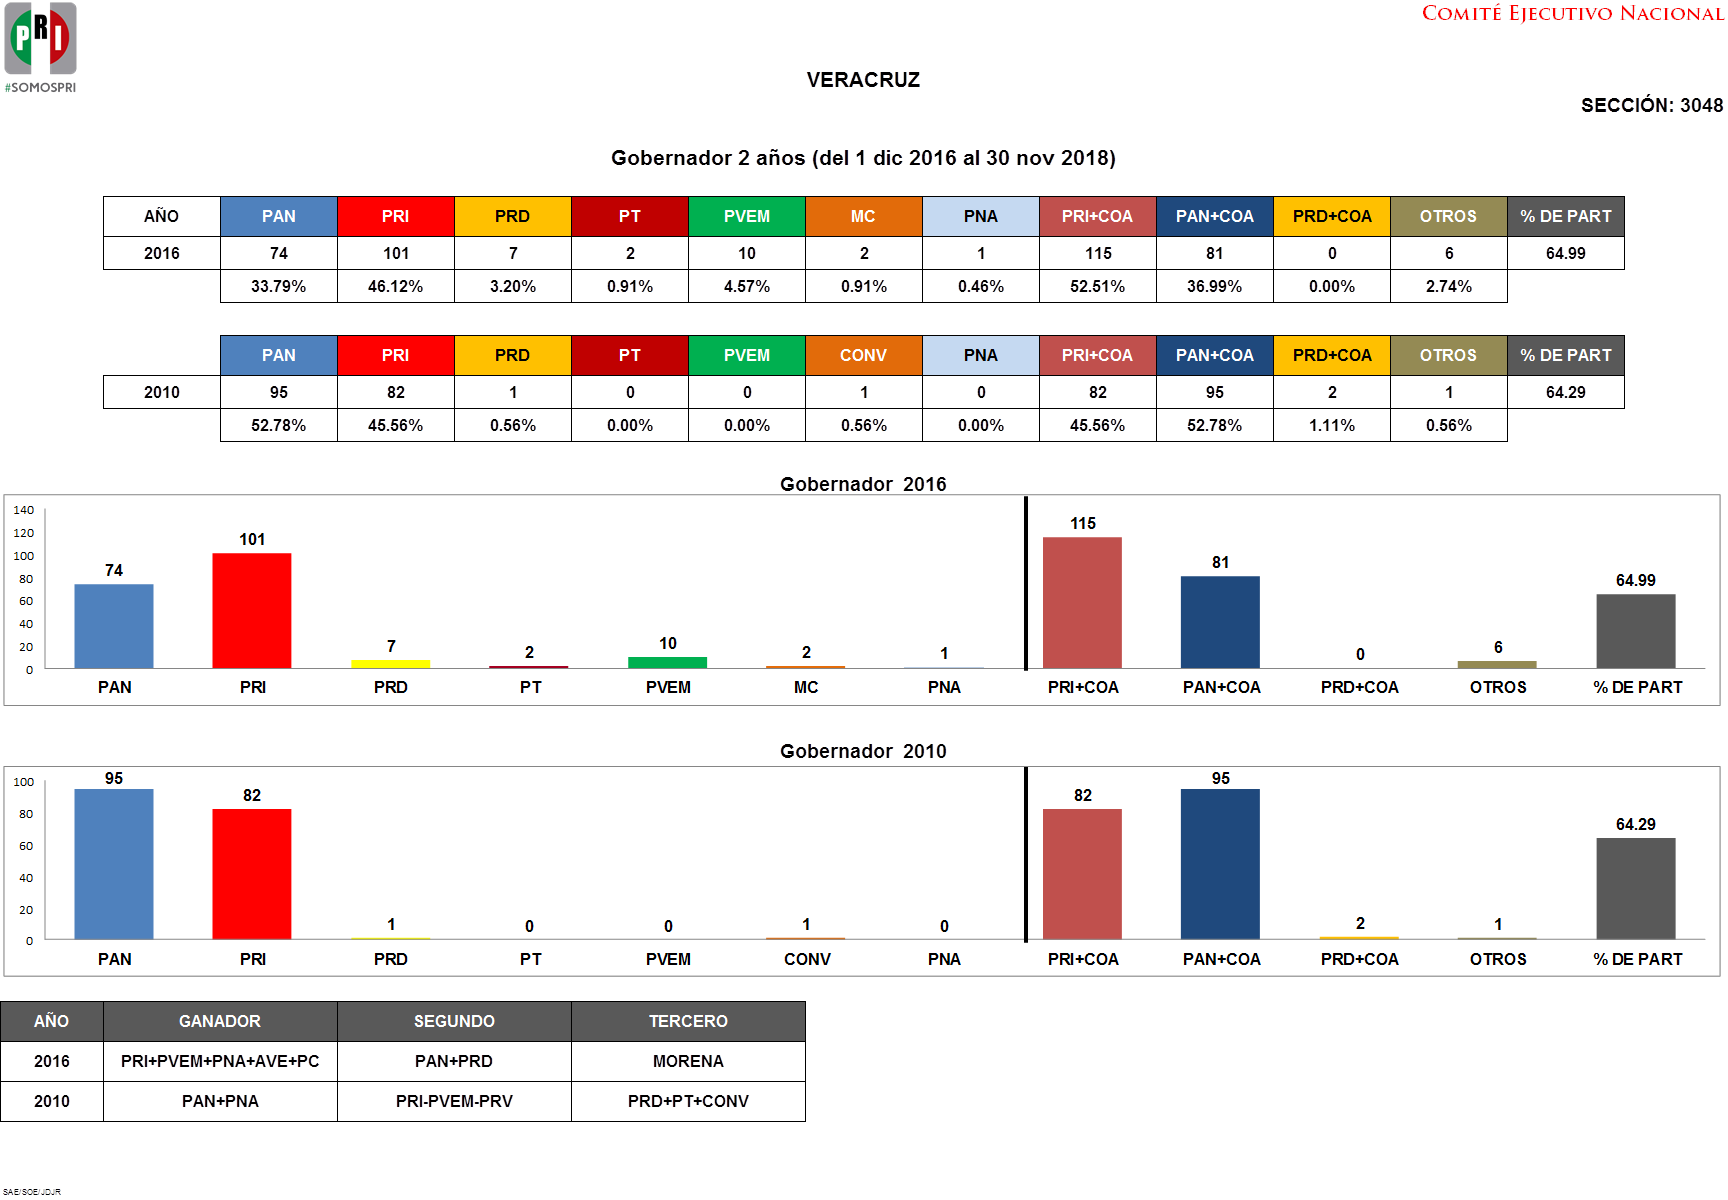 PRI
#SOMOSPRI
COMITÉ EJECUTIVO NACIONAL
VERACRUZ
SECCIÓN: 3048
Gobernador 2 años (del 1 dic 2016 al 30 nov 2018)
AÑO PAN PRI PRD PT PVEM MC PNA PRI+COA PAN+COA PRD+COA OTROS % DE PART
2016 74 101 7 2 10 2 1 115 81 0 6 64.99
33.79% 46.12% 3.20% 0.91% 4.57% 0.91% 0.46% 52.51% 36.99% 0.00% 2.74%
PAN PRI PRD PT PVEM CONV PNA PRI+COA PAN+COA PRD+COA OTROS % DE PART
2010 95 82 1 0 0 1 0 82 95 2 1 64.29
52.78% 45.56% 0.56% 0.00% 0.00% 0.56% 0.00% 45.56% 52.78% 1.11% 0.56%
Gobernador 2016
140
120
100
80
60
40
20
0
74 101 7 2 10 2 1 115 81 0 6 64.99
PAN PRI PRD PT PVEM MC PNA PRI+COA PAN+COA PRD+COA OTROS % DE PART
Gobernador 2010
100
80
60
40
20
0
95 82 1 0 0 1 0 82 95 2 1 64.29
PAN PRI PRD PT PVEM CONV PNA PRI+COA PAN+COA PRD+COA OTROS % DE PART
AÑO GANADOR SEGUNDO TERCERO
2016 PRI+PVEM+PNA+AVE+PC PAN+PRD MORENA
2010 PAN+PNA PRI-PVEM-PRV PRD+PT+CONV
SAE/SOE/JDJR